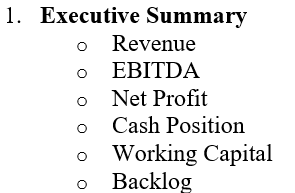 1. Executive Summary
o Revenue
o EBITDA
o Net Profit
o Cash Position
o Working Capital
o Backlog